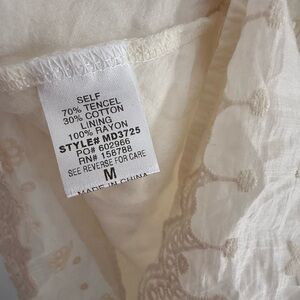 SELF
70% TENCEL
30% COTTON
LINING
100% RAYON
STYLE# MD3725
PO# 602966
RN# 158788
SEE REVERSE FOR CARE
M
MADE IN CHINA